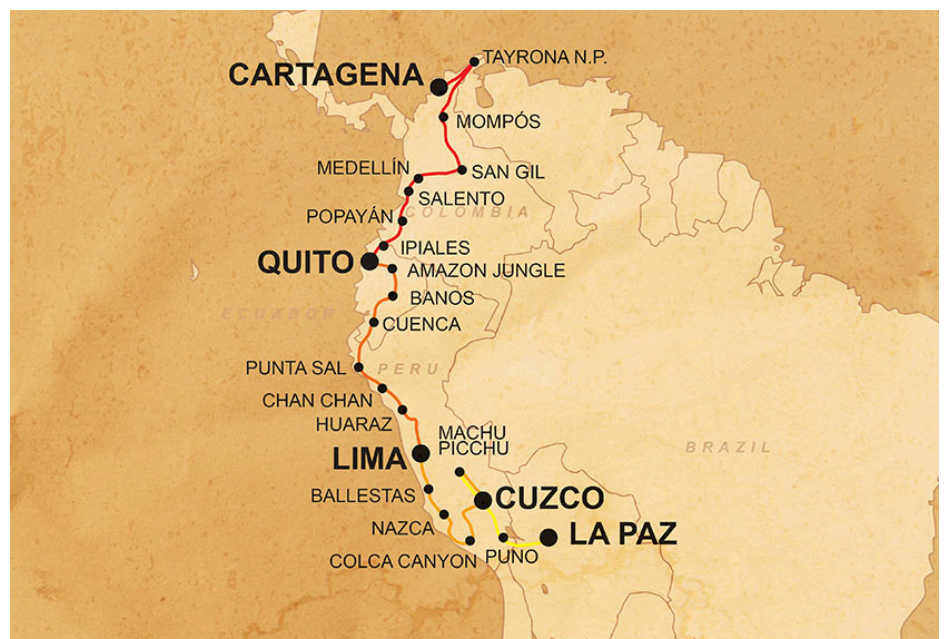 TAYRONA N.P.
CARTAGENA
MOMPÓS
MEDELLÍN
SAN GIL
SALENTO
COLOMBIA
POPAYÁN
IPIALES
QUITO
AMAZON JUNGLE
BANOS
ECUADOR
CUENCA
PUNTA SAL
PERU
CHAN CHAN
HUARAZ
MACHU
PICCHU
BRAZIL
LIMA
BALLESTAS
CUZCO
NAZCA
LA PAZ
COLCA CANYON
PUNO